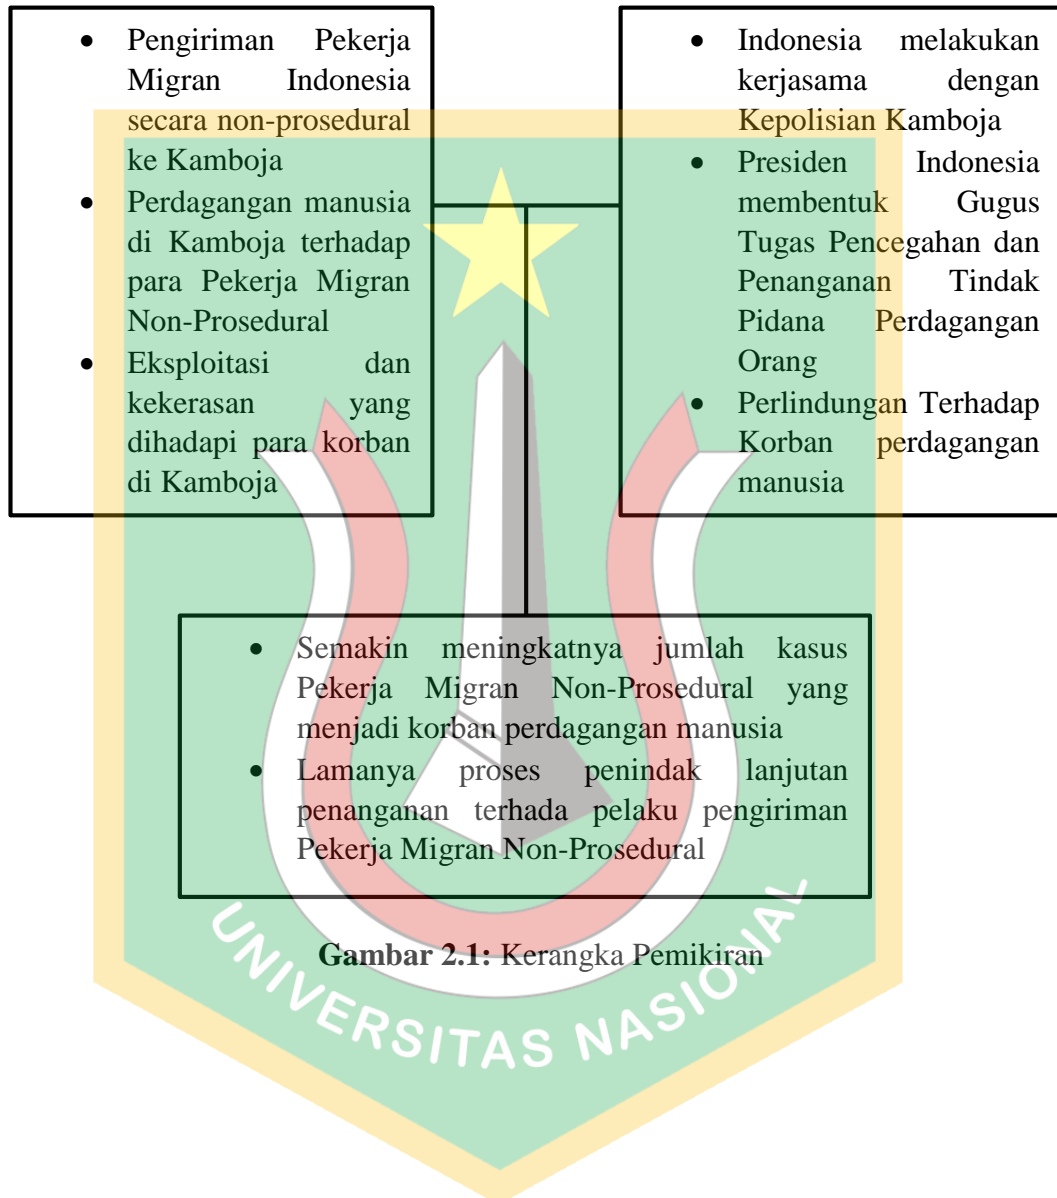 • Pengiriman Pekerja
Migran Indonesia
secara non-prosedural
ke Kamboja
• Perdagangan manusia
di Kamboja terhadap
para Pekerja Migran
Non-Prosedural
• Eksploitasi dan
kekerasan yang
dihadapi para korban
di Kamboja
• Indonesia melakukan
kerjasama dengan
Kepolisian Kamboja
• Presiden Indonesia
membentuk Gugus
Tugas Pencegahan dan
Penanganan Tindak
Pidana Perdagangan
Orang
• Perlindungan Terhadap
Korban perdagangan
manusia
• Semakin meningkatnya jumlah kasus
Pekerja Migran Non-Prosedural yang
menjadi korban perdagangan manusia
• Lamanya proses penindak lanjutan
penanganan terhada pelaku pengiriman
Pekerja Migran Non-Prosedural
Gambar 2.1: Kerangka Pemikiran
UNIVERSITAS NASIONAL